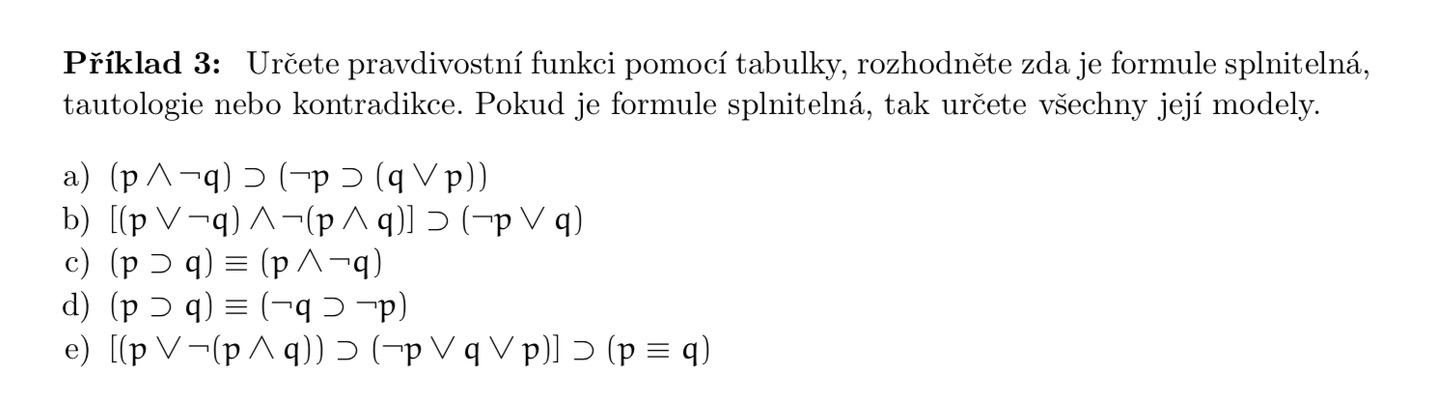 Příklad 3: Určete pravdivostní funkci pomocí tabulky, rozhodněte zda je formule splnitelná,
tautologie nebo kontradikce. Pokud je formule splnitelná, tak určete všechny její modely.
a) (𝔭 ∧ ¬𝔮) ⊃ (¬𝔭 ⊃ (𝔮 ∨ 𝔭))
b) [(𝔭 ∨ ¬𝔮) ∧ ¬(𝔭 ∧ 𝔮)] ⊃ (¬𝔭 ∨ 𝔮)
c) (𝔭 ⊃ 𝔮) ≡ (𝔭 ∧ ¬𝔮)
d) (𝔭 ⊃ 𝔮) ≡ (¬𝔮 ⊃ ¬𝔭)
e) [(𝔭 ∨ ¬(𝔭 ∧ 𝔮)) ⊃ (¬𝔭 ∨ 𝔮 ∨ 𝔭)] ⊃ (𝔭 ≡ 𝔮)